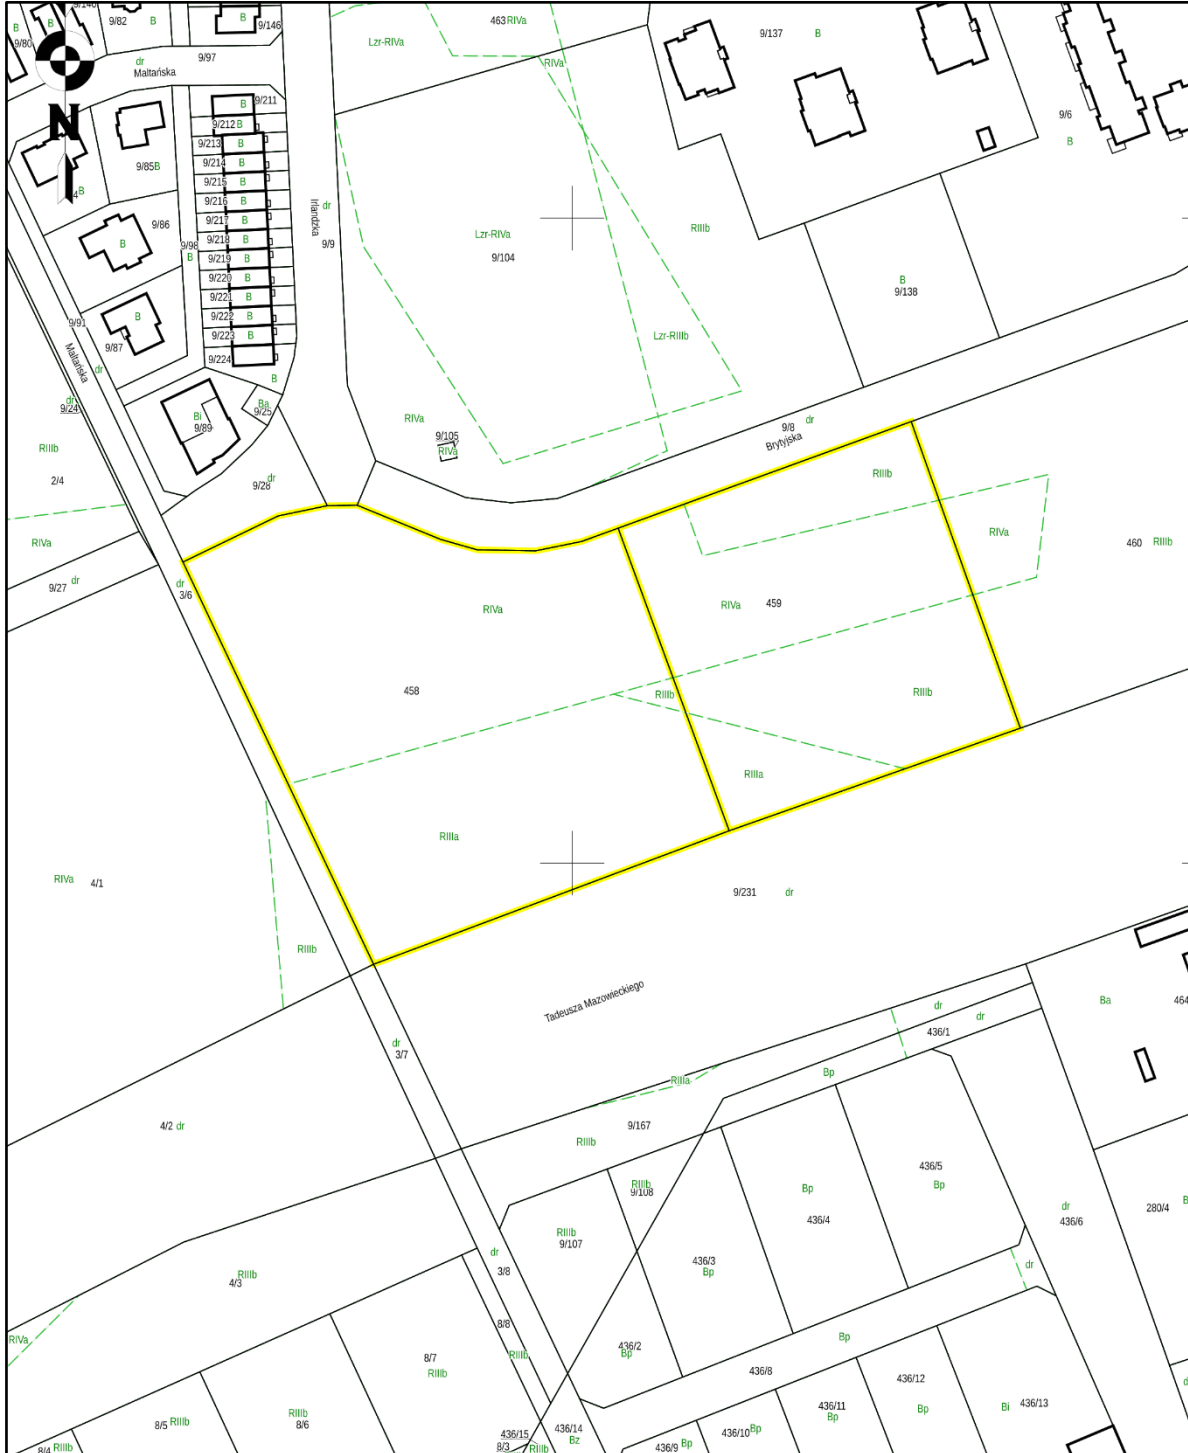 9/146
9/82
B
B
B
B
9/80
9/146
463 RIVa
Lzr-RIVa
RIVa
9/137
B
9/6
B
dr
9/97
Maltańska
N
B
9/211
9/212 B
9/213
B
9/214
B
9/215
B
9/216
B
9/217
B
9/218
B
9/219
B
9/220
B
9/221
B
9/222
B
9/223
B
9/224
B
9/85 B
B
4
9/86
B
9/98
B
Irlandzka
dr
9/9
Lzr-RIVa
9/104
RIIIb
B
9/138
9/91
B
9/87
Maltańska
dr
Lzr-RIIIb
dr
9/24
Bi
9/89
Ba
9/25
RIVa
9/105
RIVa
9/8
dr
Brytyjska
RIIIb
2/4
9/28
dr
RIIIb
RIVa
RIVa
460
RIIIb
9/27
dr
dr
3/6
RIVa
RIVa
459
458
RIIIb
RIIIb
RIIIa
RIIIa
RIVa
4/1
9/231
dr
RIIIb
Tadeusza Mazowieckiego
Ba
464
dr
dr
436/1
dr
3/7
RIIIa
Bp
4/2 dr
9/167
RIIIb
436/5
Bp
RIIIb
9/108
Bp
436/4
dr
436/6
280/4
B
RIIIb
9/107
dr
3/8
436/3
Bp
dr
RIIIb
4/3
8/8
RIVa
RIIIb
436/2
Bp
Bp
8/7
RIIIb
436/8
436/12
Bp
8/5 RIIIb
RIIIb
8/6
436/11
Bp
Bi
436/13
436/15
8/3
RIIIb
436/14
Bz
436/10
Bp
436/9
Bp
8/4
RIIIb
d